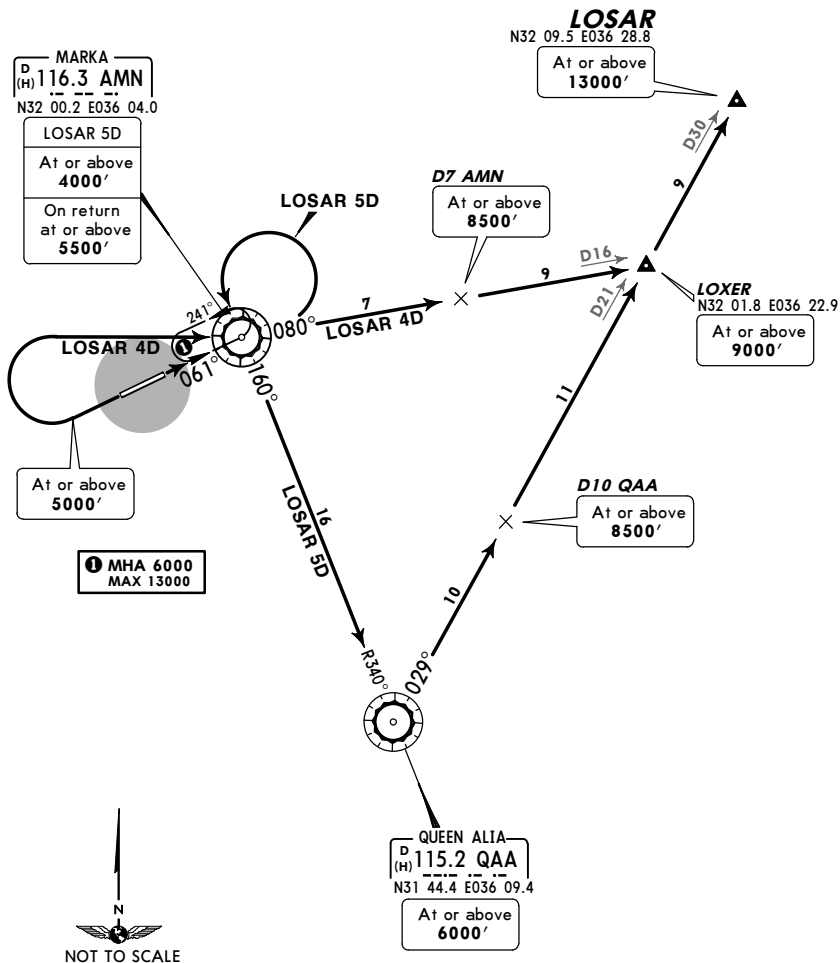 LOSAR
N32 09.5 E036 28.8
At or above
13000'
D30
9
MARKA
D
(H) 116.3 AMN
N32 00.2 E036 04.0
LOSAR 5D
At or above
4000'
On return
at or above
5500'
LOSAR 5D
D7 AMN
At or above
8500'
D16
9
D21
LOXER
N32 01.8 E036 22.9
At or above
9000'
241°
080°
7
LOSAR 4D
LOSAR 4D
1
061°
160°
At or above
5000'
1 MHA 6000
MAX 13000
16
LOSAR 5D
11
D10 QAA
At or above
8500'
10
R340°
029°
QUEEN ALIA
D
(H) 115.2 QAA
N31 44.4 E036 09.4
At or above
6000'
N
NOT TO SCALE